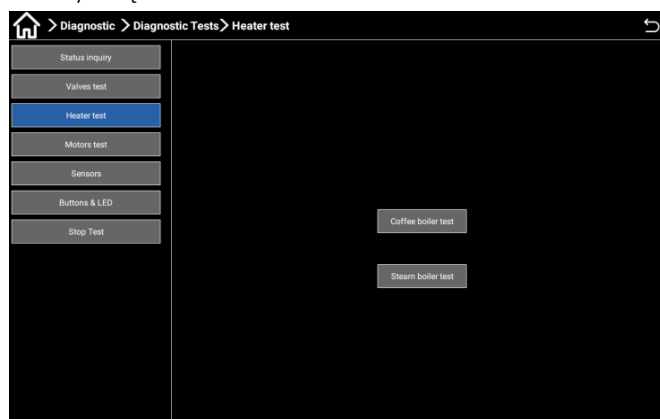 Diagnostic > Diagnostic Tests > Heater test
Status inquiry
Valves test
Heater test
Motors test
Sensors
Buttons & LED
Stop Test
Coffee boiler test
Steam boiler test